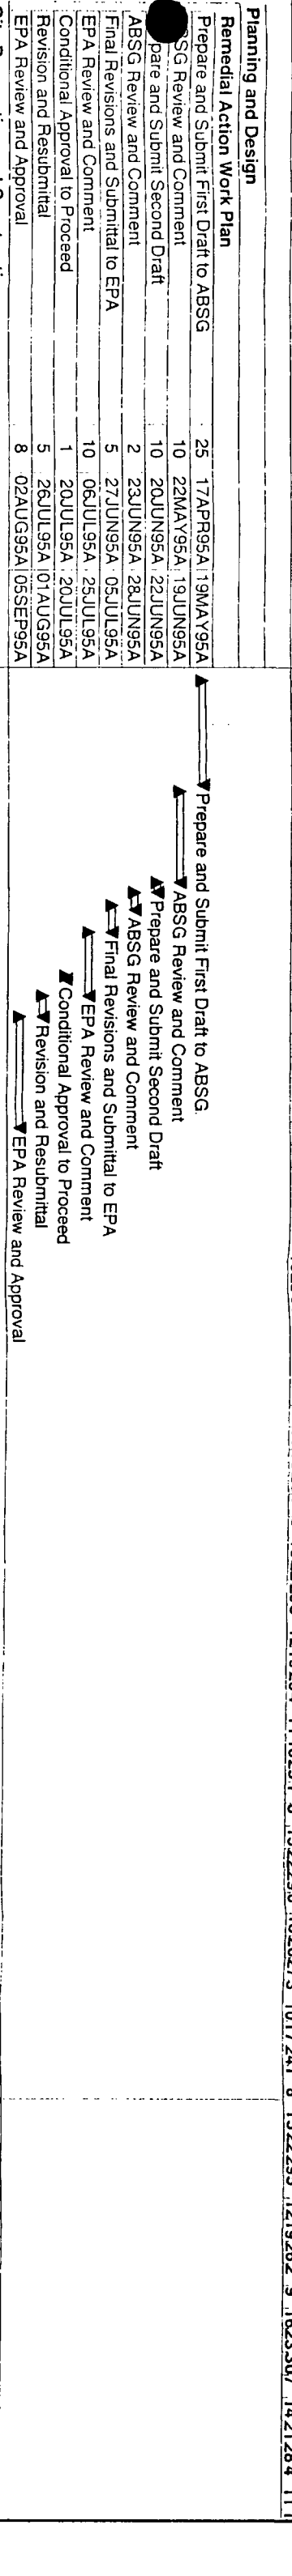 Planning and Design
Remedial Action Work Plan
Prepare and Submit First Draft to ABSG 25 17APR95A 19MAY95A Prepare and Submit First Draft to ABSG
SG Review and Comment 10 22MAY95A 19JUN95A ABSG Review and Comment
pare and Submit Second Draft 10 20JUN95A 22JUN95A Prepare and Submit Second Draft
ABSG Review and Comment 2 23JUN95A 28JUN95A ABSG Review and Comment
Final Revisions and Submittal to EPA 5 27JUN95A 05JUL95A Final Revisions and Submittal to EPA
EPA Review and Comment 10 06JUL95A 25JUL95A EPA Review and Comment
Conditional Approval to Proceed 1 20JUL95A 20JUL95A Conditional Approval to Proceed
Revision and Resubmittal 5 26JUL95A 01AUG95A Revision and Resubmittal
EPA Review and Approval 8 02AUG95A 05SEP95A EPA Review and Approval